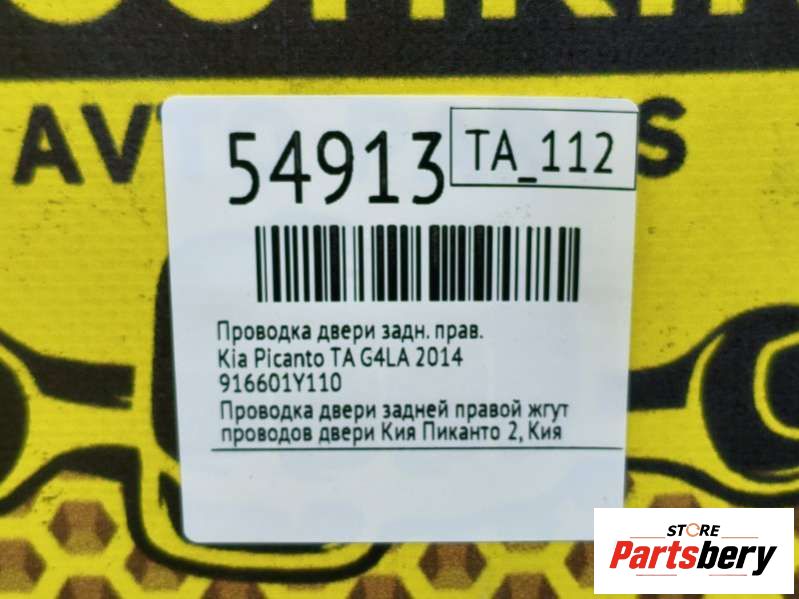 AVT
S
54913
TA_112
Проводка двери задн. прав.
Kia Picanto TA G4LA 2014
916601Y110
Проводка двери задней правой жгут
проводов двери Кия Пиканто 2, Кия
STORE
Partsbery